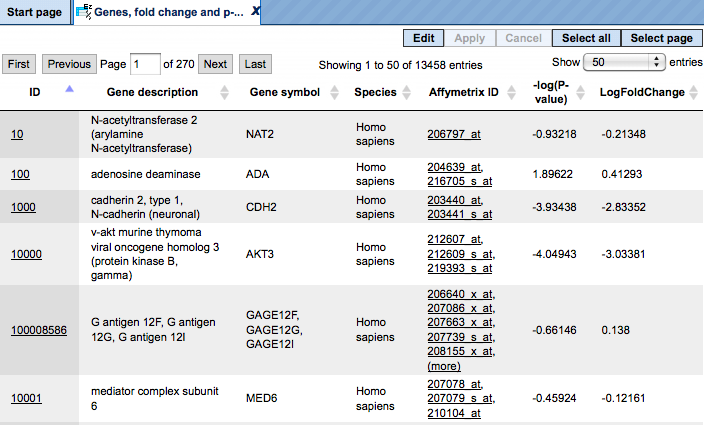 Start page Genes, fold change and p-... X
Edit Apply Cancel Select all Select page
First Previous Page 1 of 270 Next Last Showing 1 to 50 of 13458 entries Show 50 entries
ID Gene description Gene symbol Species Affymetrix ID -log(P-
value) LogFoldChange
10 N-acetyltransferase 2
(arylamine
N-acetyltransferase) NAT2 Homo
sapiens 206797_at -0.93218 -0.21348
100 adenosine deaminase ADA Homo
sapiens 204639_at,
216705_s_at 1.89622 0.41293
1000 cadherin 2, type 1,
N-cadherin (neuronal) CDH2 Homo
sapiens 203440_at,
203441_s_at -3.93438 -2.83352
10000 v-akt murine thymoma
viral oncogene homolog 3
(protein kinase B,
gamma) AKT3 Homo
sapiens 212607_at,
212609_s_at,
219393_s_at -4.04943 -3.03381
100008586 G antigen 12F, G antigen
12G, G antigen 12I GAGE12F,
GAGE12G,
GAGE12I Homo
sapiens 206640_x_at,
207086_x_at,
207663_x_at,
207739_s_at,
208155_x_at,
(more) -0.66146 0.138
10001 mediator complex subunit
6 MED6 Homo
sapiens 207078_at,
207079_s_at,
210104_at -0.45924 -0.12161